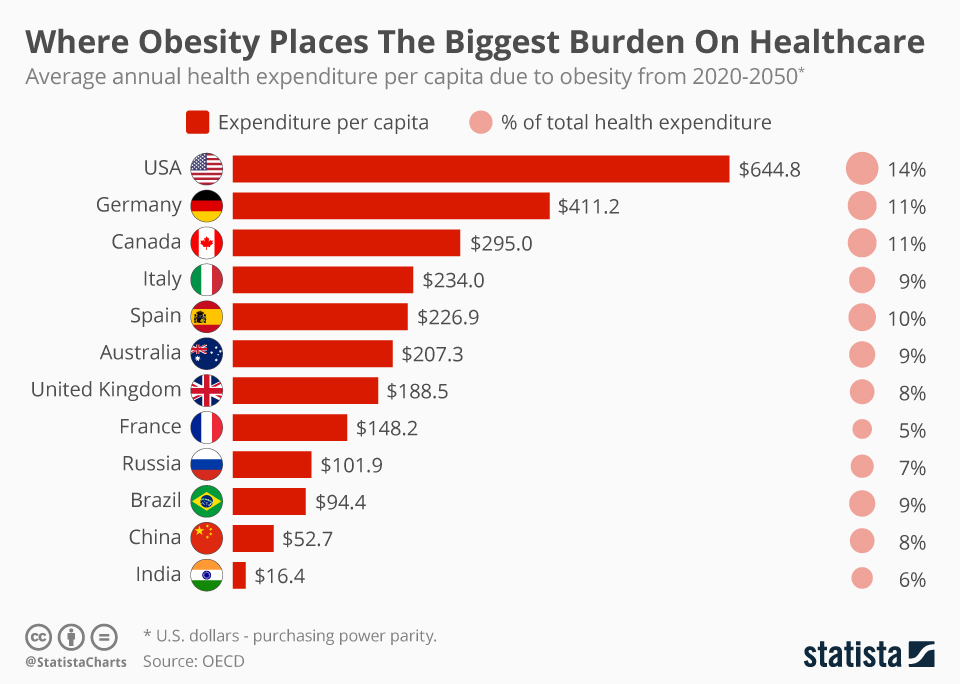 Where Obesity Places The Biggest Burden On Healthcare
Average annual health expenditure per capita due to obesity from 2020-2050*
Expenditure per capita % of total health expenditure
USA $644.8 14%
Germany $411.2 11%
Canada $295.0 11%
Italy $234.0 9%
Spain $226.9 10%
Australia $207.3 9%
United Kingdom $188.5 8%
France $148.2 5%
Russia $101.9 7%
Brazil $94.4 9%
China $52.7 8%
India $16.4 6%
cc = * U.S. dollars - purchasing power parity.
@StatistaCharts Source: OECD
statista